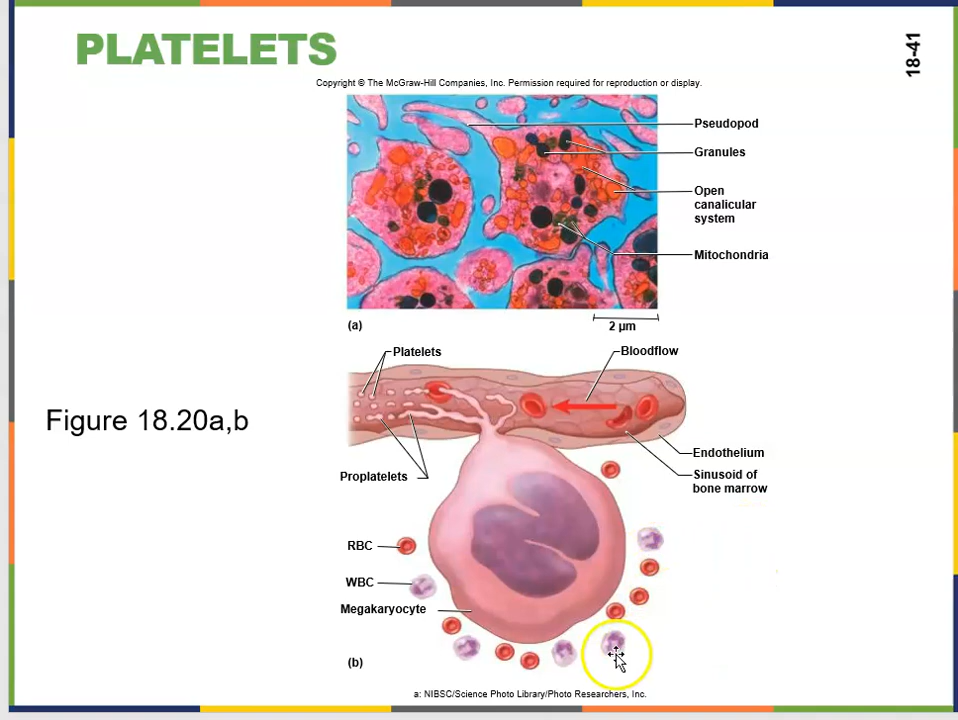 PLATELETS
18-41
Copyright © The McGraw-Hill Companies, Inc. Permission required for reproduction or display.
Pseudopod
Granules
Open
canalicular
system
Mitochondria
(a)
2 µm
Platelets
Bloodflow
Figure 18.20a,b
Endothelium
Sinusoid of
bone marrow
Proplatelets
RBC
WBC
Megakaryocyte
(b)
a: NIBSC/Science Photo Library/Photo Researchers, Inc.